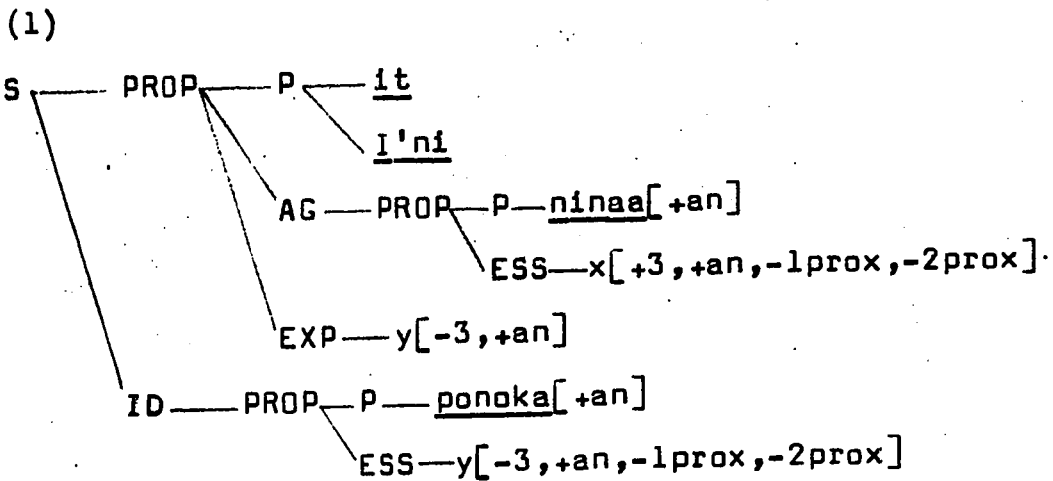 (1)
S PROP P it
I'ni
AG PROP P ninaa[+an]
ESS x[+3,+an,-1prox,-2prox].
EXP y[-3,+an]
ID PROP P ponoka[+an]
ESS y[-3,+an,-1prox,-2prox]